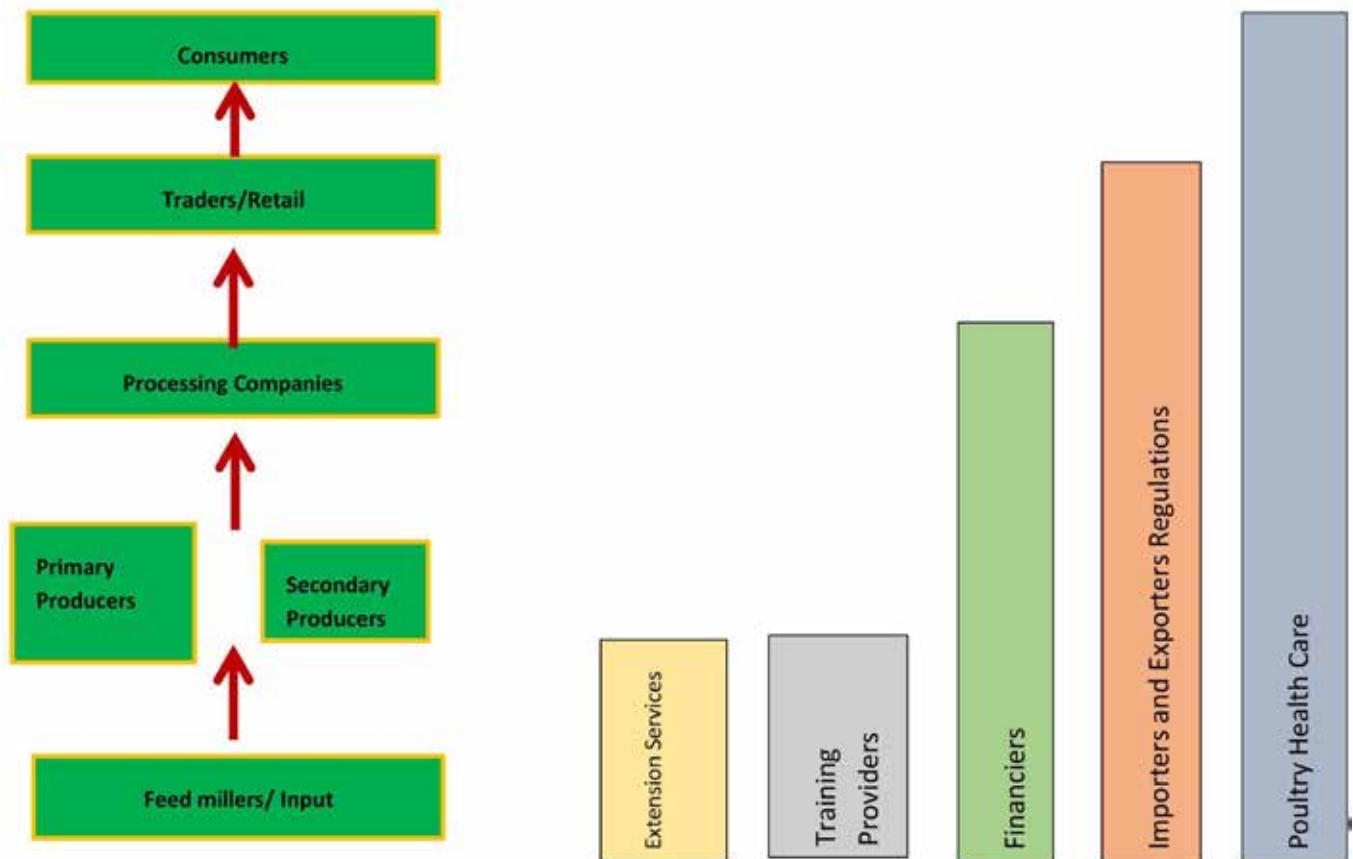 Consumers
Traders/Retail
Processing Companies
Primary
Producers
Secondary
Producers
Feed millers/ Input
Extension Services
Training
Providers
Financiers
Importers and Exporters Regulations
Poultry Health Care